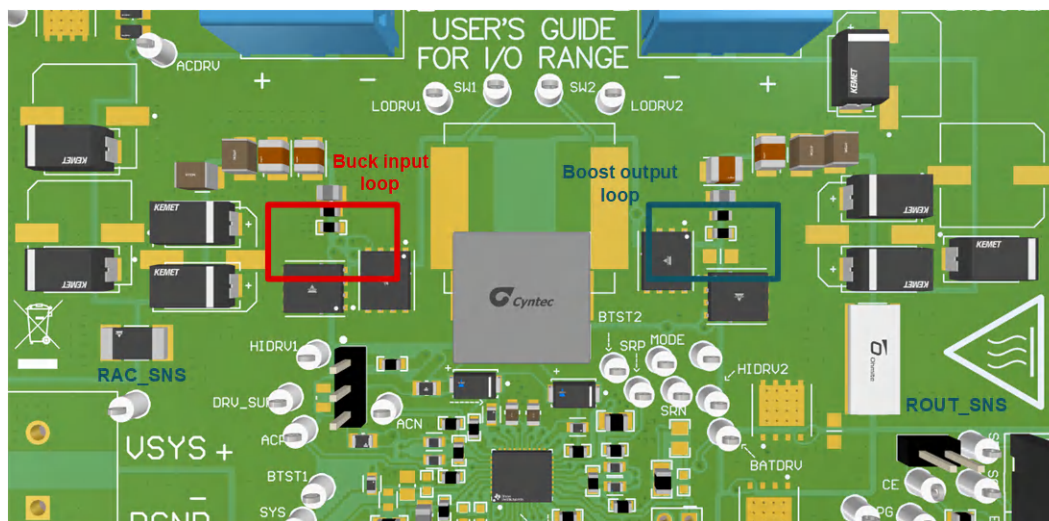 USER'S GUIDE
FOR I/O RANGE
ACDRV
+
−
−
+
SW1
SW2
LODRV1
LODRV2
Buck input
loop
Boost output
loop
KEMET
KEMET
KEMET
KEMET
KEMET
KEMET
KEMET
KEMET
KEMET
Cyntec
RAC_SNS
ROUT_SNS
BTST2
SRP
MODE
HIDRV1
HIDRV2
DRV_SU
ACN
SRN
ACP
BATDRV
VSYS +
BTST1
−
SYS
CE
PG